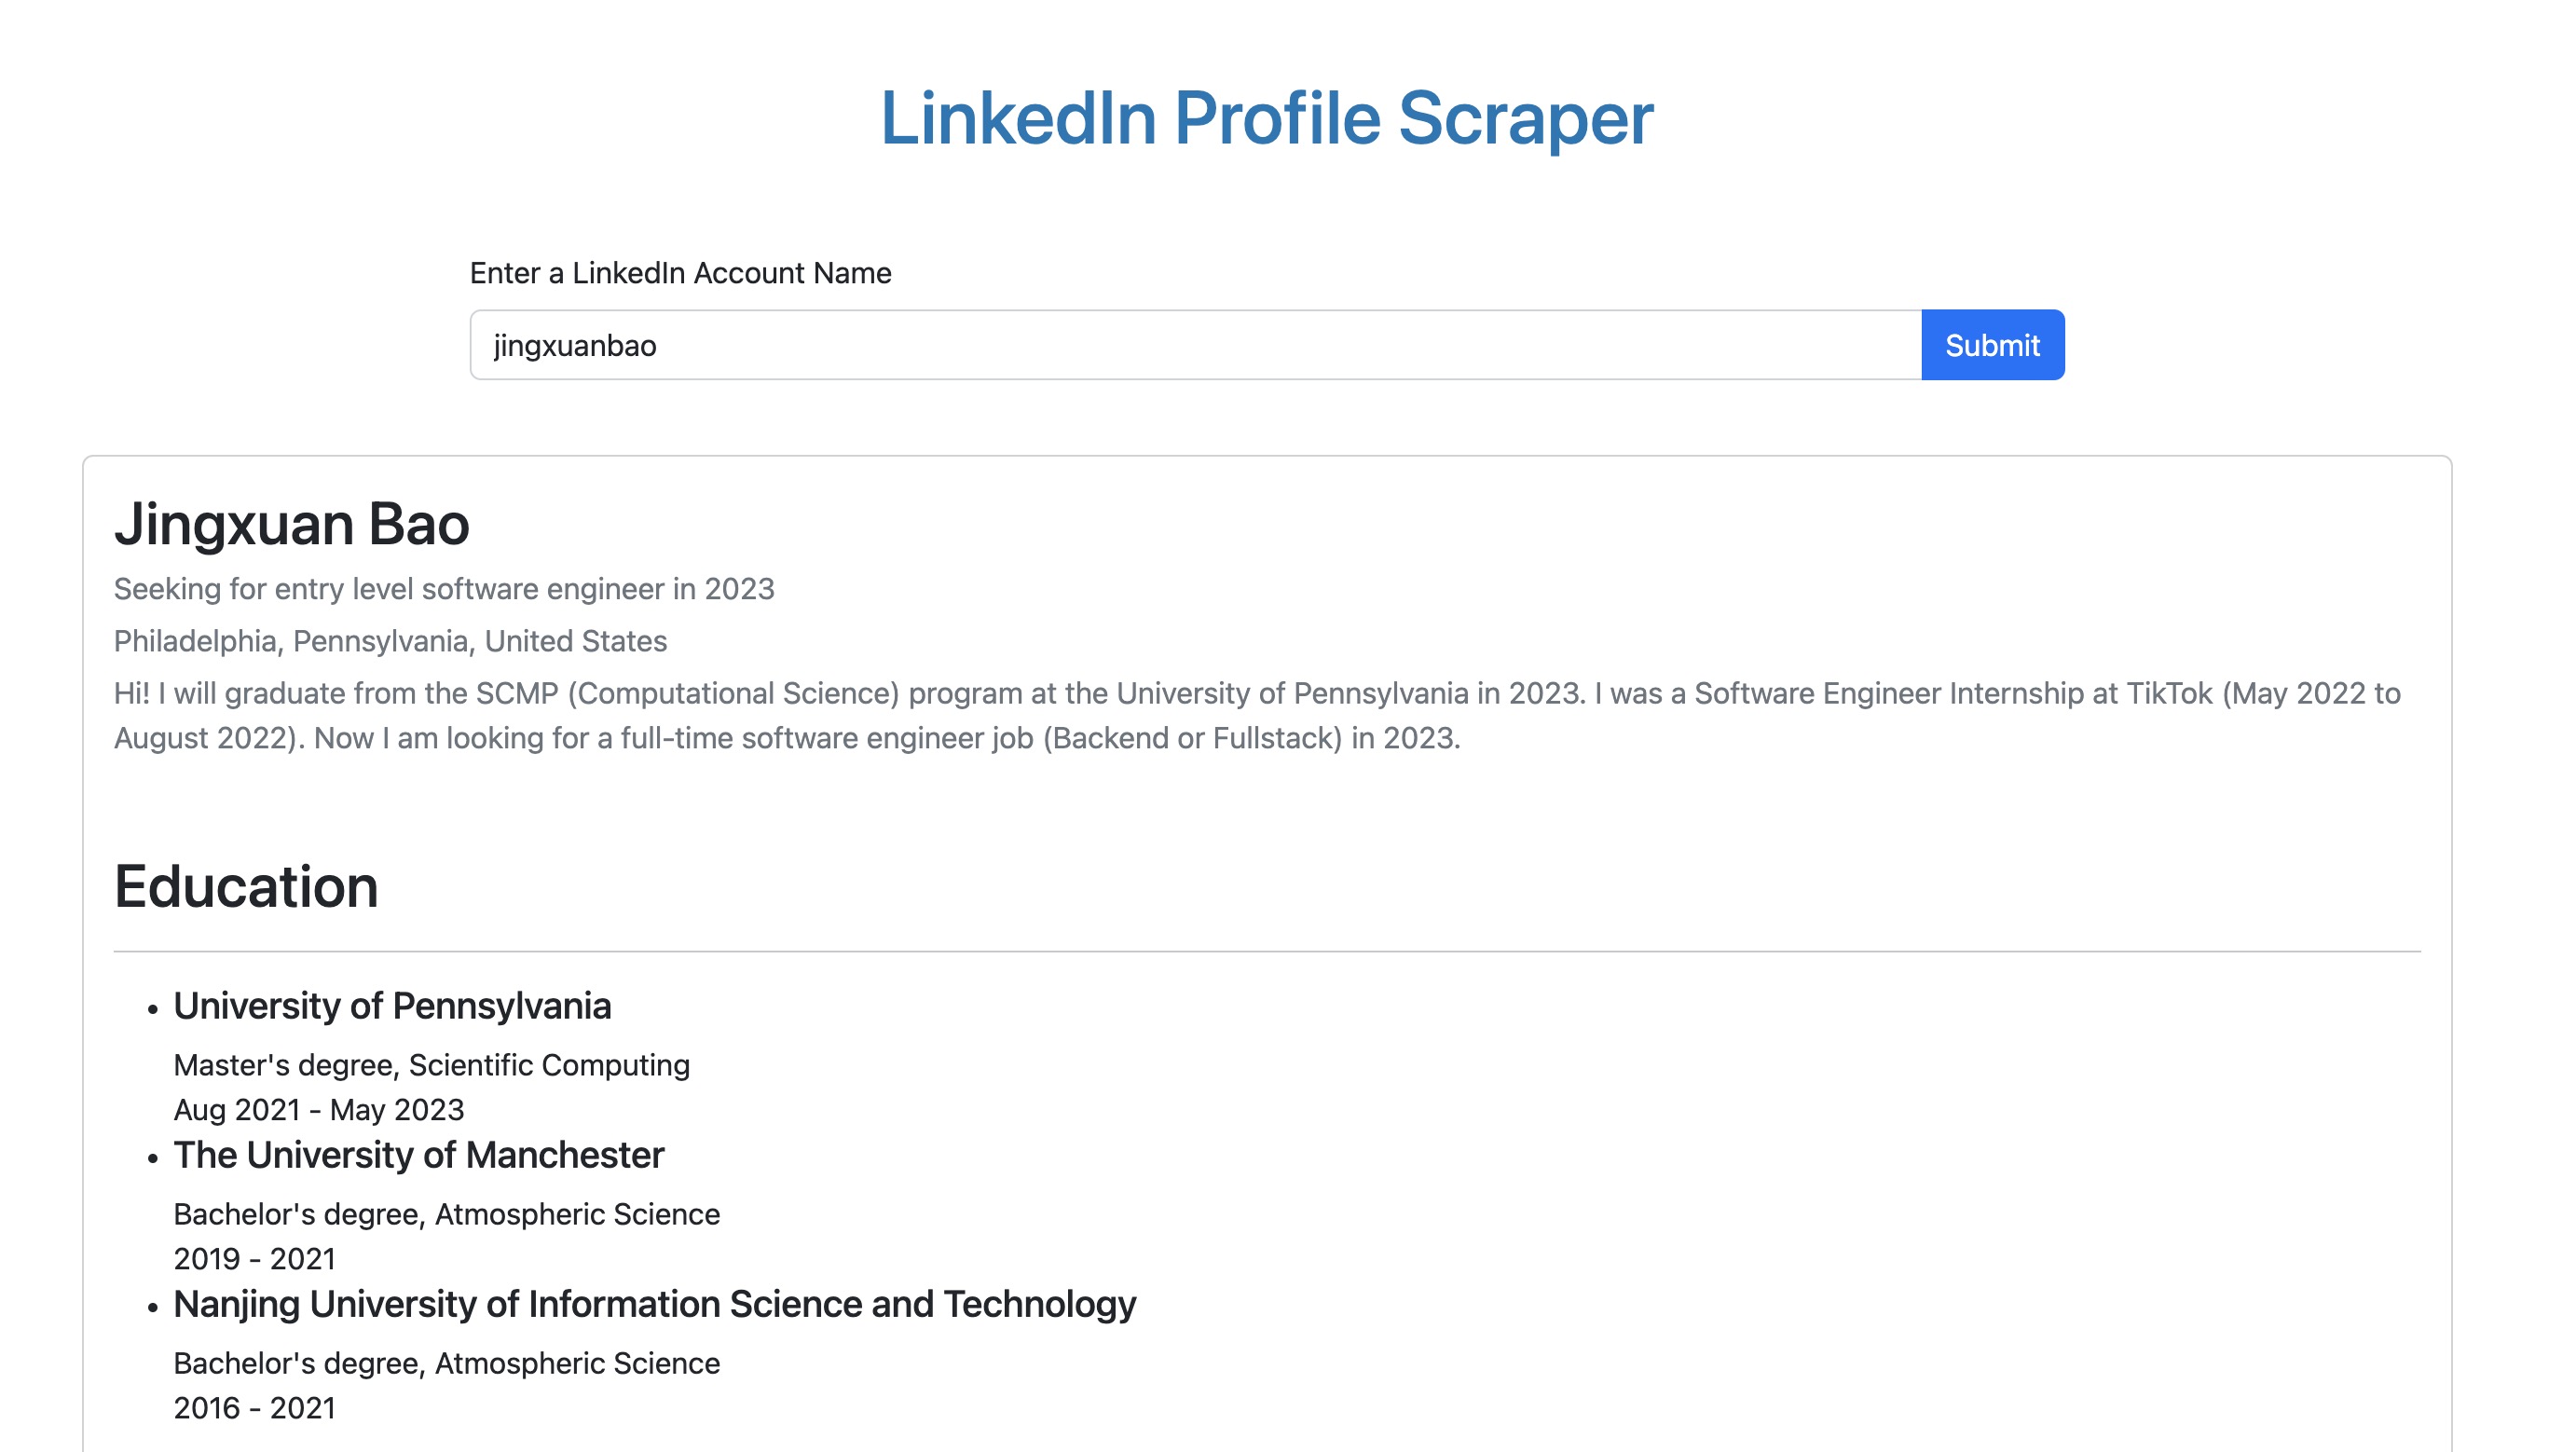 LinkedIn Profile Scraper
Enter a LinkedIn Account Name
jingxuanbao
Submit
Jingxuan Bao
Seeking for entry level software engineer in 2023
Philadelphia, Pennsylvania, United States
Hi! I will graduate from the SCMP (Computational Science) program at the University of Pennsylvania in 2023. I was a Software Engineer Internship at TikTok (May 2022 to
August 2022). Now I am looking for a full-time software engineer job (Backend or Fullstack) in 2023.
Education
• University of Pennsylvania
Master's degree, Scientific Computing
Aug 2021 - May 2023
• The University of Manchester
Bachelor's degree, Atmospheric Science
2019 - 2021
• Nanjing University of Information Science and Technology
Bachelor's degree, Atmospheric Science
2016 - 2021